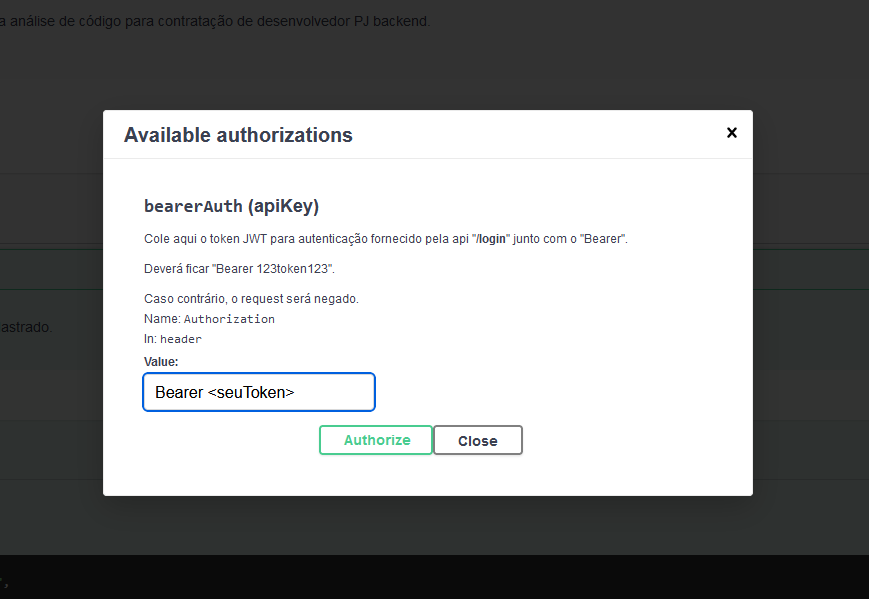 a análise de código para contratação de desenvolvedor PJ backend.
Available authorizations
×
bearerAuth (apiKey)
Cole aqui o token JWT para autenticação fornecido pela api "/login" junto com o "Bearer".
Deverá ficar "Bearer 123token123".
Caso contrário, o request será negado.
Name: Authorization
astrado.
In: header
Value:
Bearer <seuToken>
Authorize Close